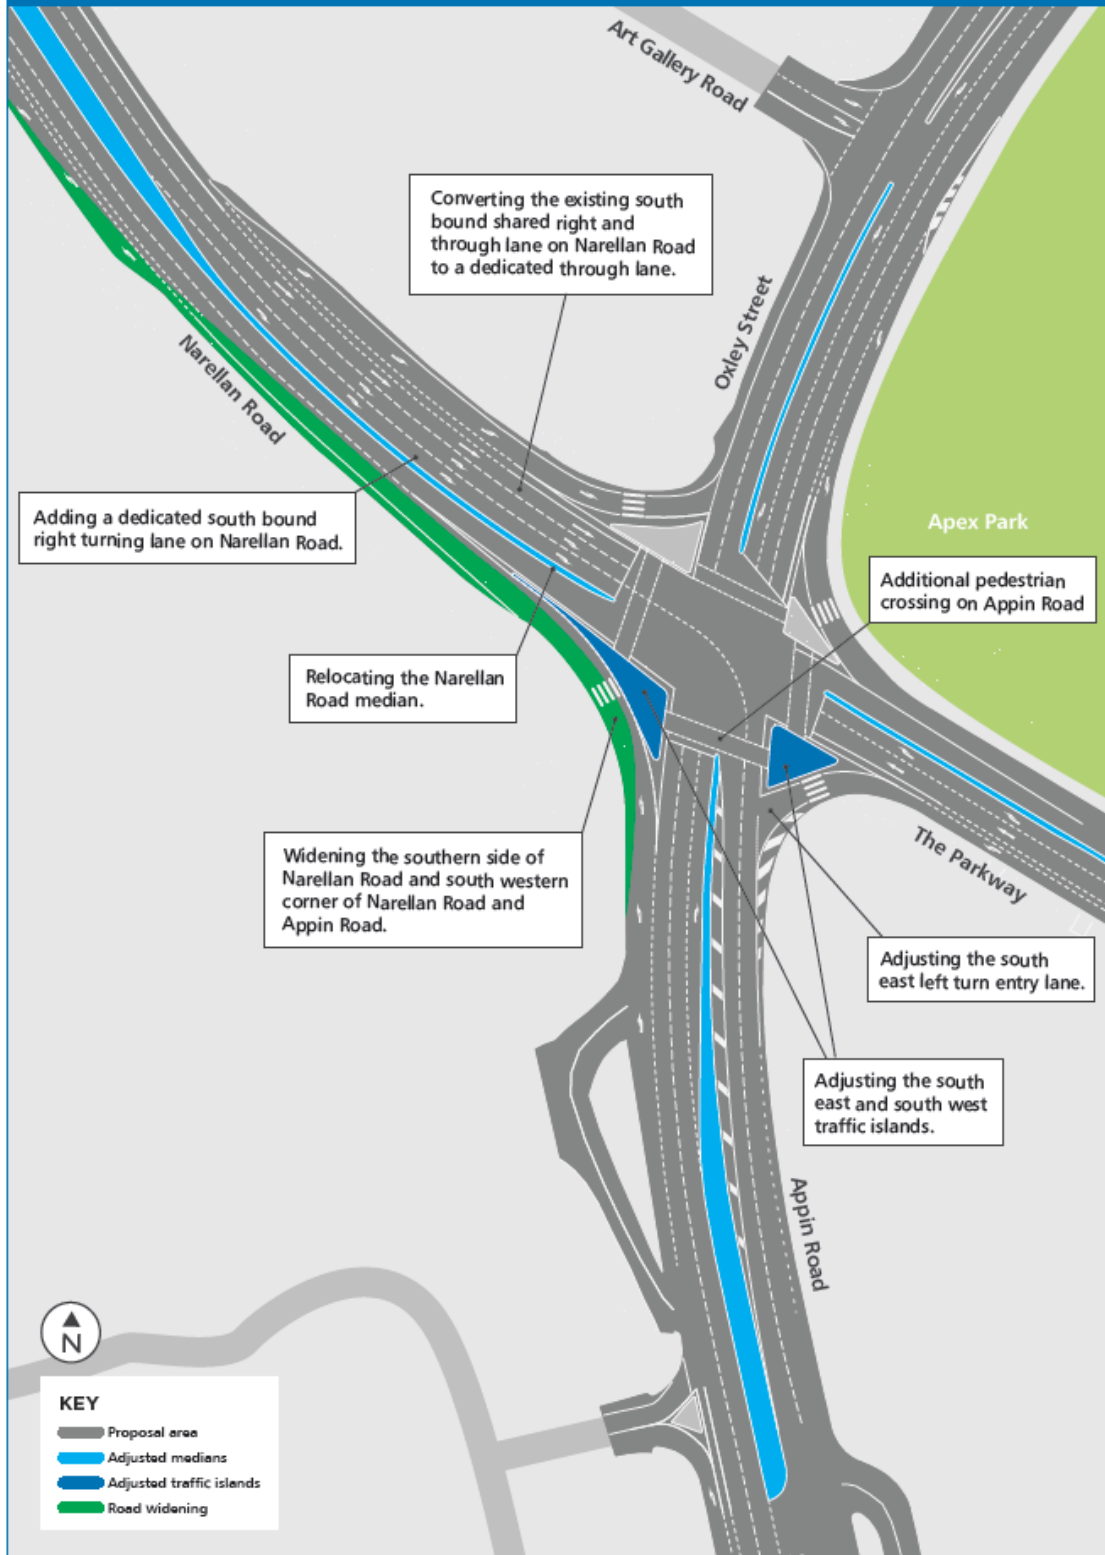 Art Gallery Road
Converting the existing south
bound shared right and
through lane on Narellan Road
to a dedicated through lane.
Oxley Street
Narellan Road
Adding a dedicated south bound
right turning lane on Narellan Road.
Apex Park
Additional pedestrian
crossing on Appin Road
Relocating the Narellan
Road median.
Widening the southern side of
Narellan Road and south western
corner of Narellan Road and
Appin Road.
The Parkway
Adjusting the south
east left turn entry lane.
Adjusting the south
east and south west
traffic islands.
Appin Road
N
KEY
Proposal area
Adjusted medians
Adjusted traffic islands
Road widening